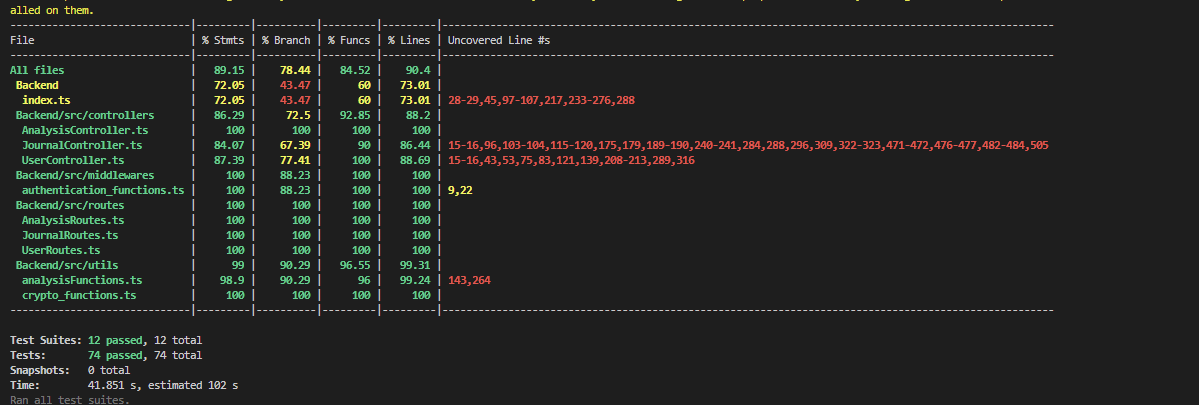 alled on them.
----------------------------|---------|----------|---------|---------|------------------------------------------------------------------------------------------------------
File | % Stmts | % Branch | % Funcs | % Lines | Uncovered Line #s
----------------------------|---------|----------|---------|---------|------------------------------------------------------------------------------------------------------
All files | 89.15 | 78.44 | 84.52 | 90.4 |
Backend | 72.05 | 43.47 | 60 | 73.01 |
index.ts | 72.05 | 43.47 | 60 | 73.01 | 28-29,45,97-107,217,233-276,288
Backend/src/controllers | 86.29 | 72.5 | 92.85 | 88.2 |
AnalysisController.ts | 100 | 100 | 100 | 100 |
JournalController.ts | 84.07 | 67.39 | 90 | 86.44 | 15-16,96,103-104,115-120,175,179,189-190,240-241,284,288,296,309,322-323,471-472,476-477,482-484,505
UserController.ts | 87.39 | 77.41 | 100 | 88.69 | 15-16,43,53,75,83,121,139,208-213,289,316
Backend/src/middlewares | 100 | 88.23 | 100 | 100 |
authentication_functions.ts | 100 | 88.23 | 100 | 100 | 9,22
Backend/src/routes | 100 | 100 | 100 | 100 |
AnalysisRoutes.ts | 100 | 100 | 100 | 100 |
JournalRoutes.ts | 100 | 100 | 100 | 100 |
UserRoutes.ts | 100 | 100 | 100 | 100 |
Backend/src/utils | 99 | 90.29 | 96.55 | 99.31 |
analysisFunctions.ts | 98.9 | 90.29 | 96 | 99.24 | 143,264
crypto_functions.ts | 100 | 100 | 100 | 100 |
----------------------------|---------|----------|---------|---------|------------------------------------------------------------------------------------------------------
Test Suites: 12 passed, 12 total
Tests: 74 passed, 74 total
Snapshots: 0 total
Time: 41.851 s, estimated 102 s
Ran all test suites.